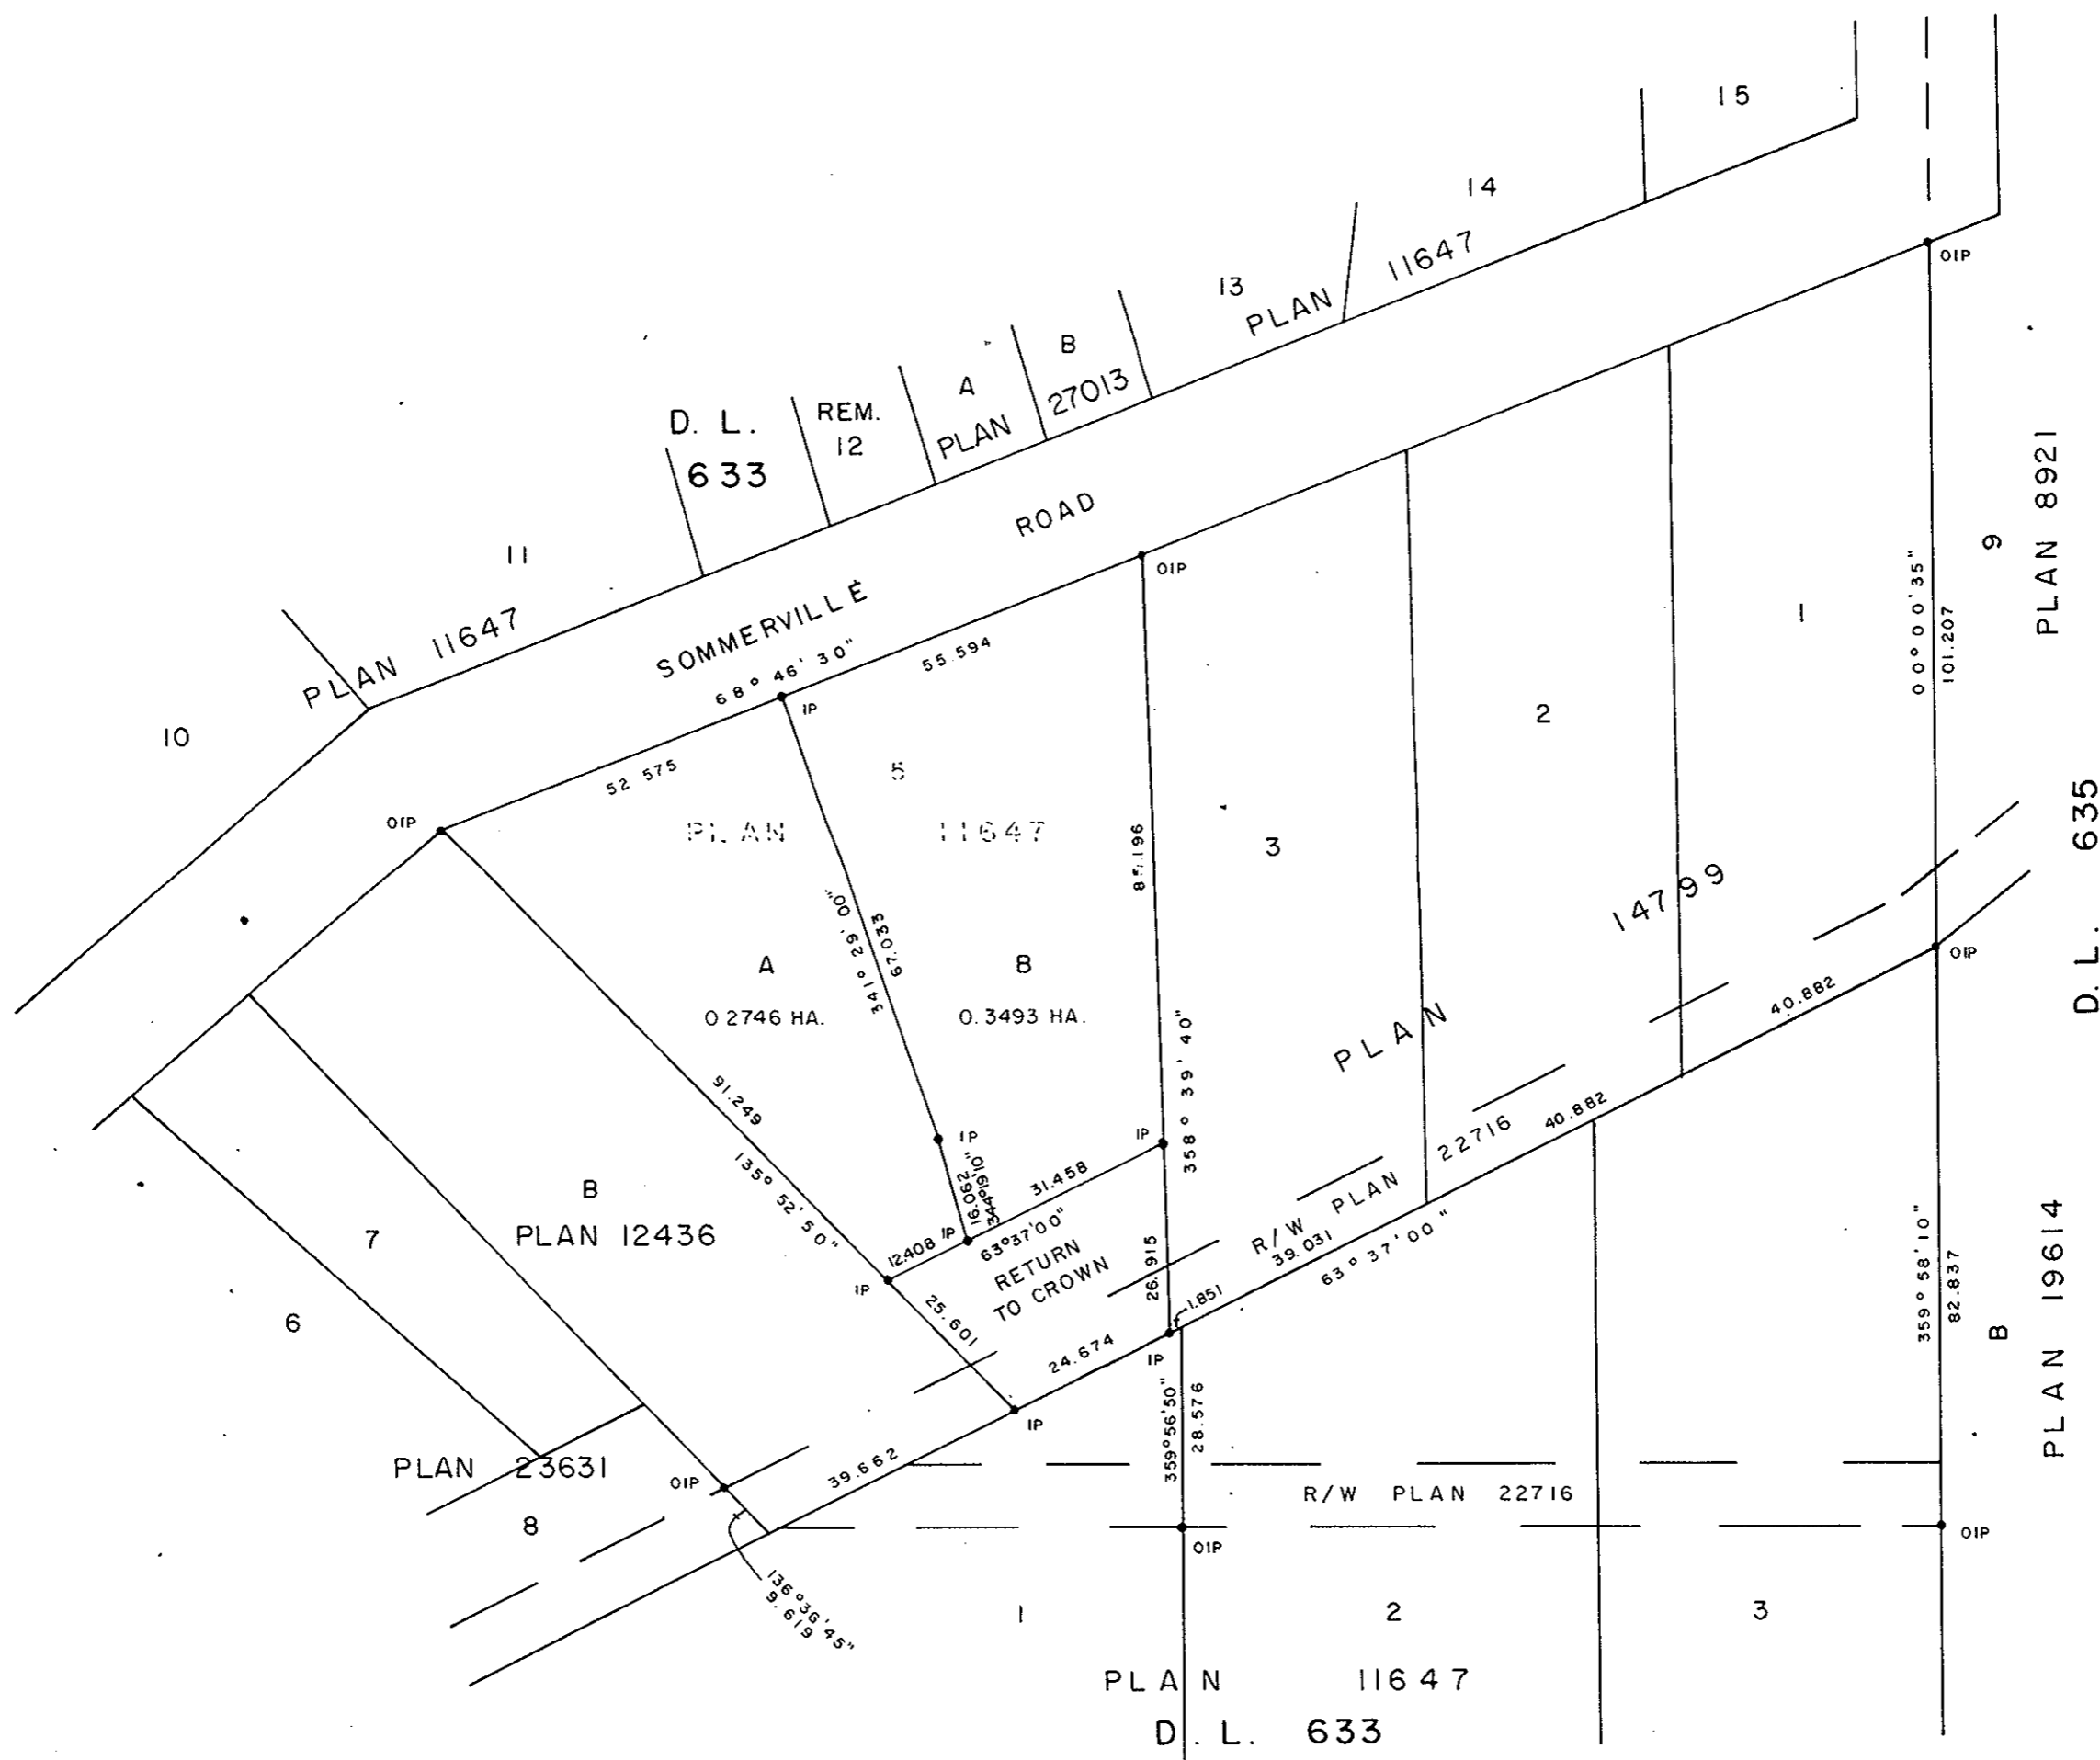 15
14
11647
PLAN
13
OIP
B
27013
A
PLAN
REM.
12
D. L.
633
11
ROAD
SOMMERVILLE
PLAN 11647
10
68° 46' 30"
55.594
52 575
OIP
OIP
IP
5
PLAN 11647
3
2
1
00° 00' 35"
101.207
9
PLAN 8921
D. L. 635
14799
PLAN
85.196
358° 39' 40"
341° 29' 00"
67.033
A
0 2746 HA.
B
0.3493 HA.
91.249
135° 52' 50"
IP
16.062
344°19'10"
31.458
IP
12.408
IP
IP
63°37'00"
RETURN
TO CROWN
26.915
25.601
24.674
1.851
IP
IP
R/W PLAN 22716
39.031
63° 37' 00"
40.882
40.882
OIP
359° 58' 10"
82.837
B
PLAN 19614
B
PLAN 12436
7
6
PLAN 23631
8
OIP
39.662
136°36'45"
9.619
359°56'50"
28.576
R/W PLAN 22716
OIP
OIP
1
2
3
PLAN 11647
D. L. 633